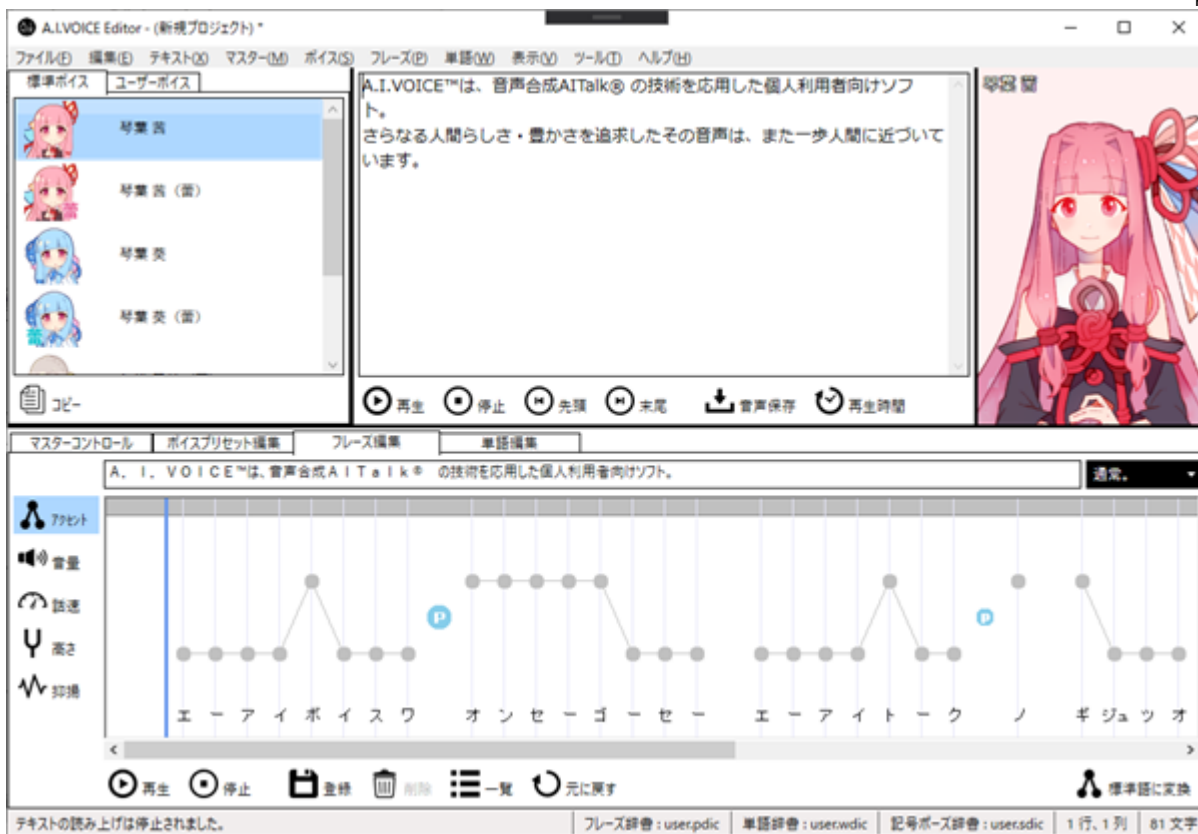 A.I.VOICE Editor - (新規プロジェクト) *
ファイル(F) 編集(E) テキスト(X) マスター(M) ボイス(S) フレーズ(P) 単語(W) 表示(V) ツール(T) ヘルプ(H)
標準ボイス ユーザーボイス
琴葉 茜
琴葉 茜（蕾）
琴葉 葵
琴葉 葵（蕾）
コピー
A.I.VOICE™は、音声合成AITalk® の技術を応用した個人利用者向けソフ
ト。
さらなる人間らしさ・豊かさを追求したその音声は、また一歩人間に近づいて
います。
再生 停止 先頭 末尾 音声保存 再生時間
琴葉 茜
マスターコントロール ボイスプリセット編集 フレーズ編集 単語編集
Ａ．Ｉ．ＶＯＩＣＥ™は、音声合成ＡＩＴａｌｋ® の技術を応用した個人利用者向けソフト。
通常。
アクセント
音量
話速
高さ
抑揚
P P
エ ー ア イ ボ イ ス ワ オ ン セ ー ゴ ー セ ー エ ー ア イ ト ー ク ノ ギ ジュ ツ オ
再生 停止 登録 削除 一覧 元に戻す 標準語に変換
テキストの読み上げは停止されました。 フレーズ辞書 : user.pdic 単語辞書 : user.wdic 記号ポーズ辞書 : user.sdic 1 行、1 列 81 文字